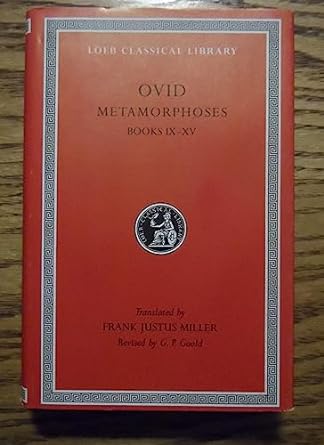 LOEB CLASSICAL LIBRARY
OVID
METAMORPHOSES
BOOKS IX–XV
Translated by
FRANK JUSTUS MILLER
Revised by G. P. Goold